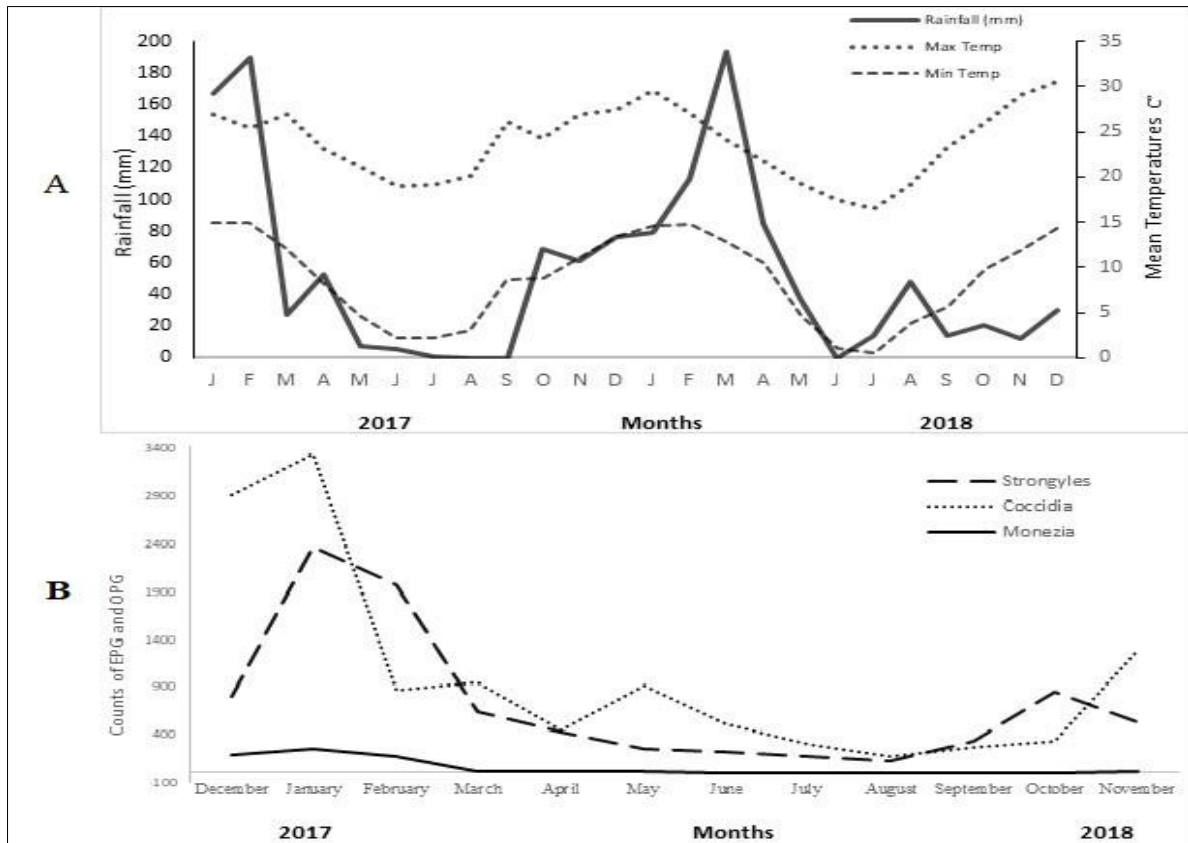 A
Rainfall (mm)
Max Temp
Min Temp
Rainfall (mm)
200
180
160
140
120
100
80
60
40
20
0
35
30
25
20
15
10
5
0
Mean Temperatures C°
J F M A M J J A S O N D J F M A M J J A S O N D
2017 Months 2018
B
Strongyles
Coccidia
Monezia
Counts of EPG and OPG
3400
2900
2400
1900
1400
900
400
-100
December January February March April May June July August September October November
2017 Months 2018